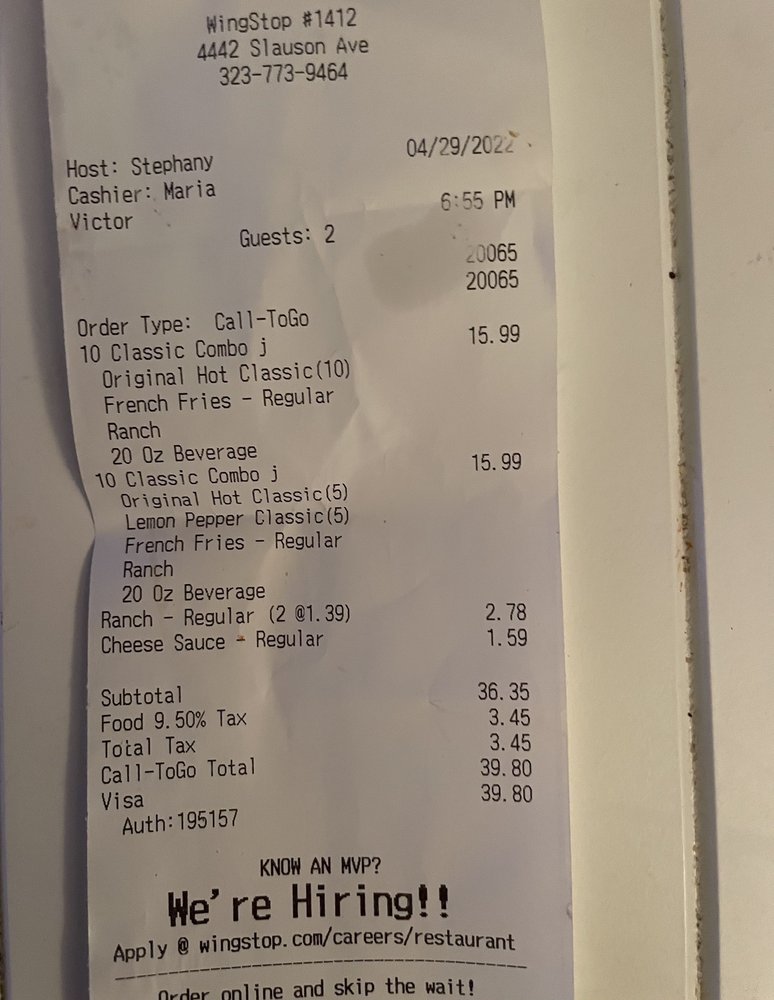 WingStop #1412
4442 Slauson Ave
323-773-9464
Host: Stephany 04/29/2022
Cashier: Maria
Victor 6:55 PM
Guests: 2
20065
20065
Order Type: Call-ToGo
10 Classic Combo j 15.99
Original Hot Classic(10)
French Fries - Regular
Ranch
20 Oz Beverage
10 Classic Combo j 15.99
Original Hot Classic(5)
Lemon Pepper Classic(5)
French Fries - Regular
Ranch
20 Oz Beverage
Ranch - Regular (2 @1.39) 2.78
Cheese Sauce - Regular 1.59
Subtotal 36.35
Food 9.50% Tax 3.45
Total Tax 3.45
Call-ToGo Total 39.80
Visa 39.80
Auth:195157
KNOW AN MVP?
We're Hiring!!
Apply @ wingstop.com/careers/restaurant
Order online and skip the wait!